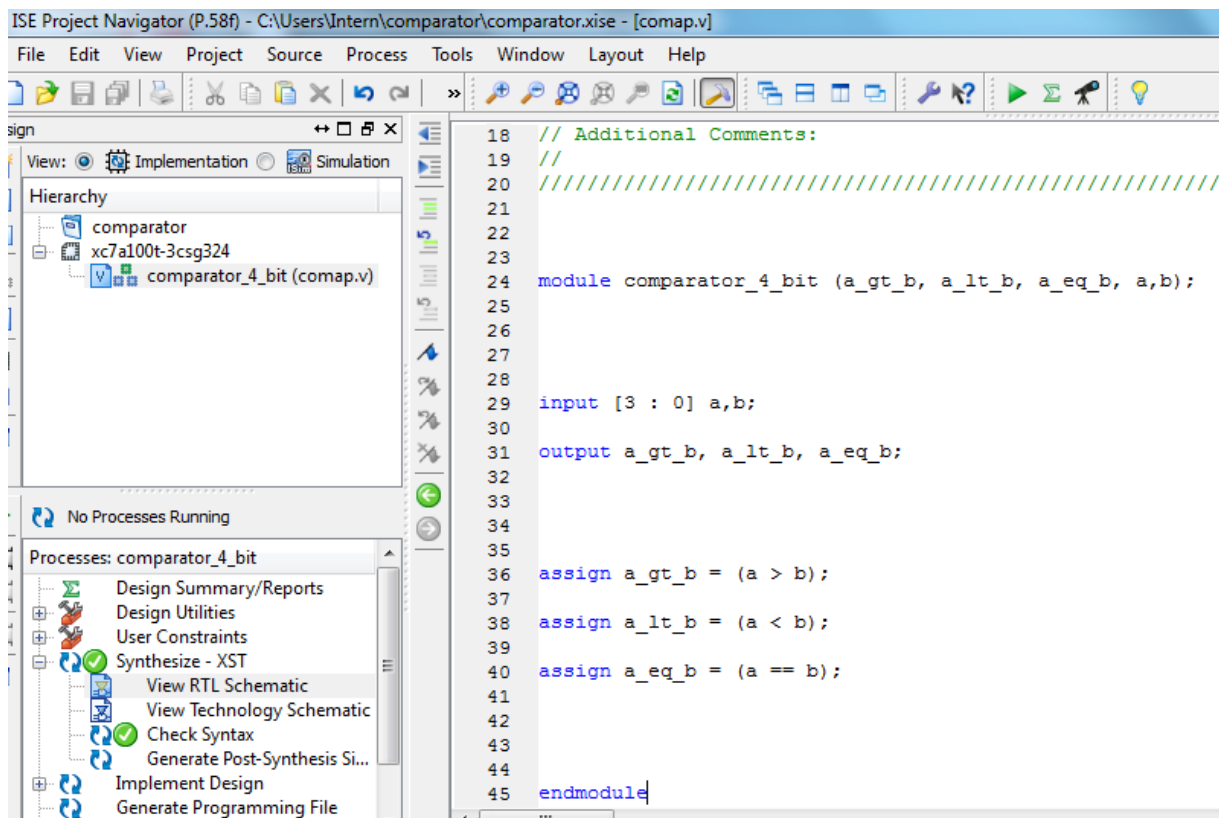 ISE Project Navigator (P.58f) - C:\Users\Intern\comparator\comparator.xise - [comap.v]
File Edit View Project Source Process Tools Window Layout Help
View: Implementation Simulation
Hierarchy
comparator
xc7a100t-3csg324
comparator_4_bit (comap.v)
No Processes Running
Processes: comparator_4_bit
Design Summary/Reports
Design Utilities
User Constraints
Synthesize - XST
View RTL Schematic
View Technology Schematic
Check Syntax
Generate Post-Synthesis Si...
Implement Design
Generate Programming File
18 // Additional Comments:
19 //
20 ////////////////////////////////////////////////////////
21
22
23
24 module comparator_4_bit (a_gt_b, a_lt_b, a_eq_b, a,b);
25
26
27
28
29 input [3 : 0] a,b;
30
31 output a_gt_b, a_lt_b, a_eq_b;
32
33
34
35
36 assign a_gt_b = (a > b);
37
38 assign a_lt_b = (a < b);
39
40 assign a_eq_b = (a == b);
41
42
43
44
45 endmodule